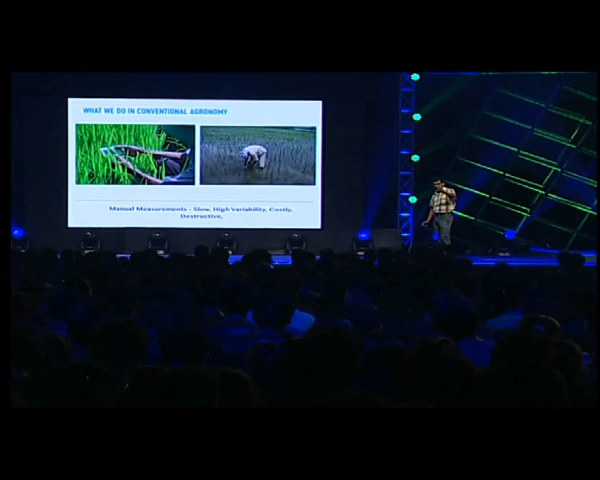 WHAT WE DO IN CONVENTIONAL AGRONOMY
Manual Measurements - Slow, High Variability, Costly,
Destructive,